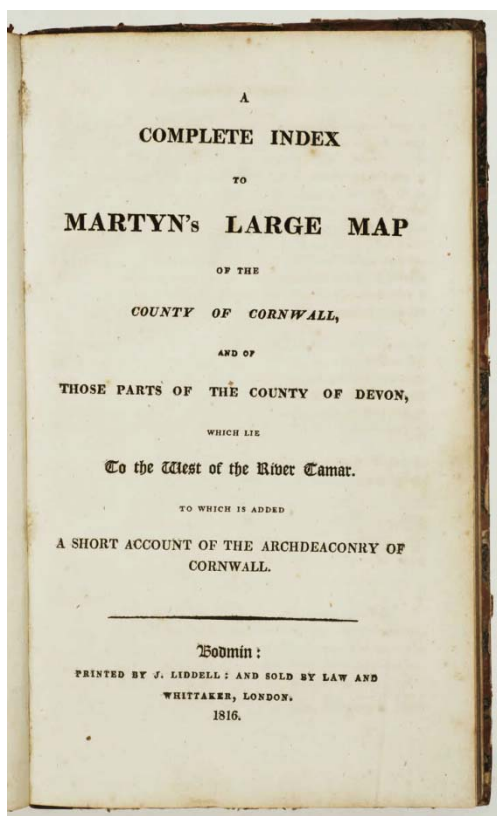 A
COMPLETE INDEX
TO
MARTYN's LARGE MAP
OF THE
COUNTY OF CORNWALL,
AND OF
THOSE PARTS OF THE COUNTY OF DEVON,
WHICH LIE
To the West of the River Tamar.
TO WHICH IS ADDED
A SHORT ACCOUNT OF THE ARCHDEACONRY OF
CORNWALL.
Bodmin:
PRINTED BY J. LIDDELL: AND SOLD BY LAW AND
WHITTAKER, LONDON.
1816.